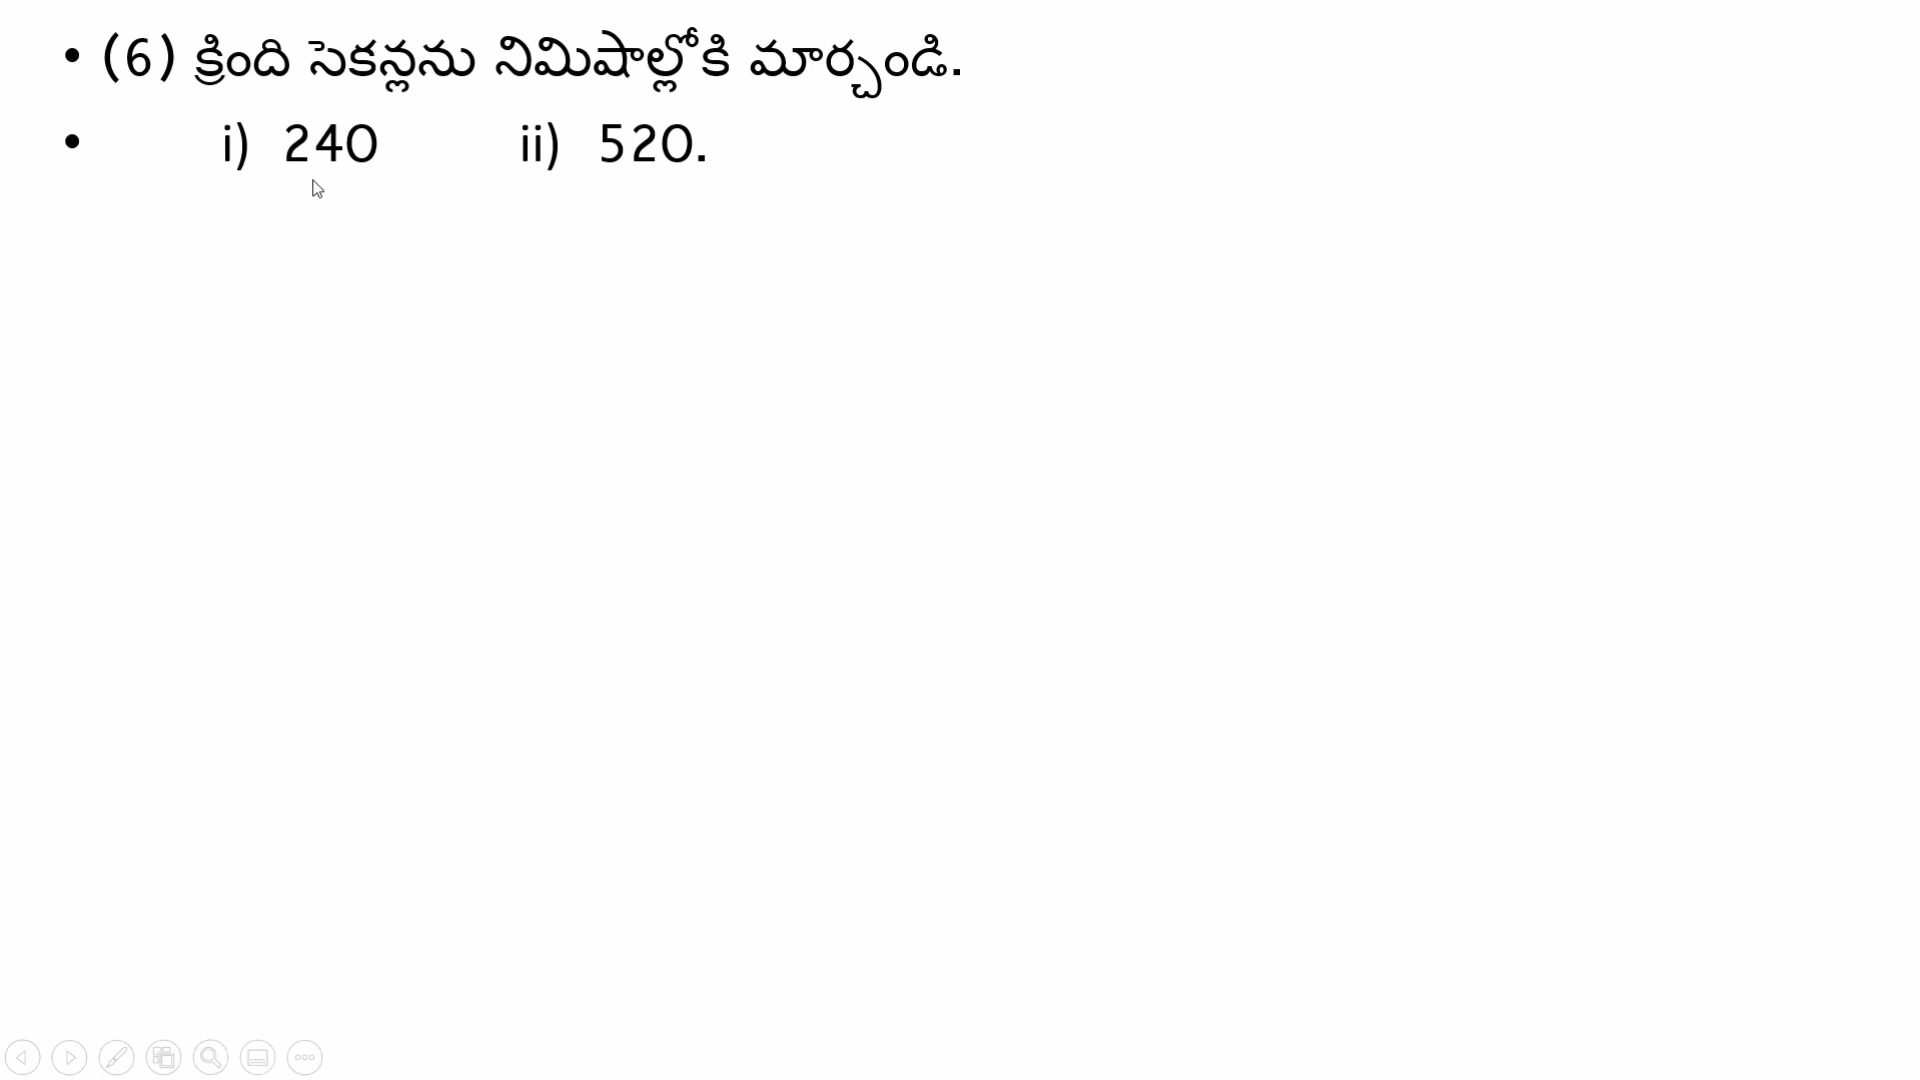 • (6) క్రింది సెకన్లను నిమిషాల్లోకి మార్చండి.
• i) 240 ii) 520.